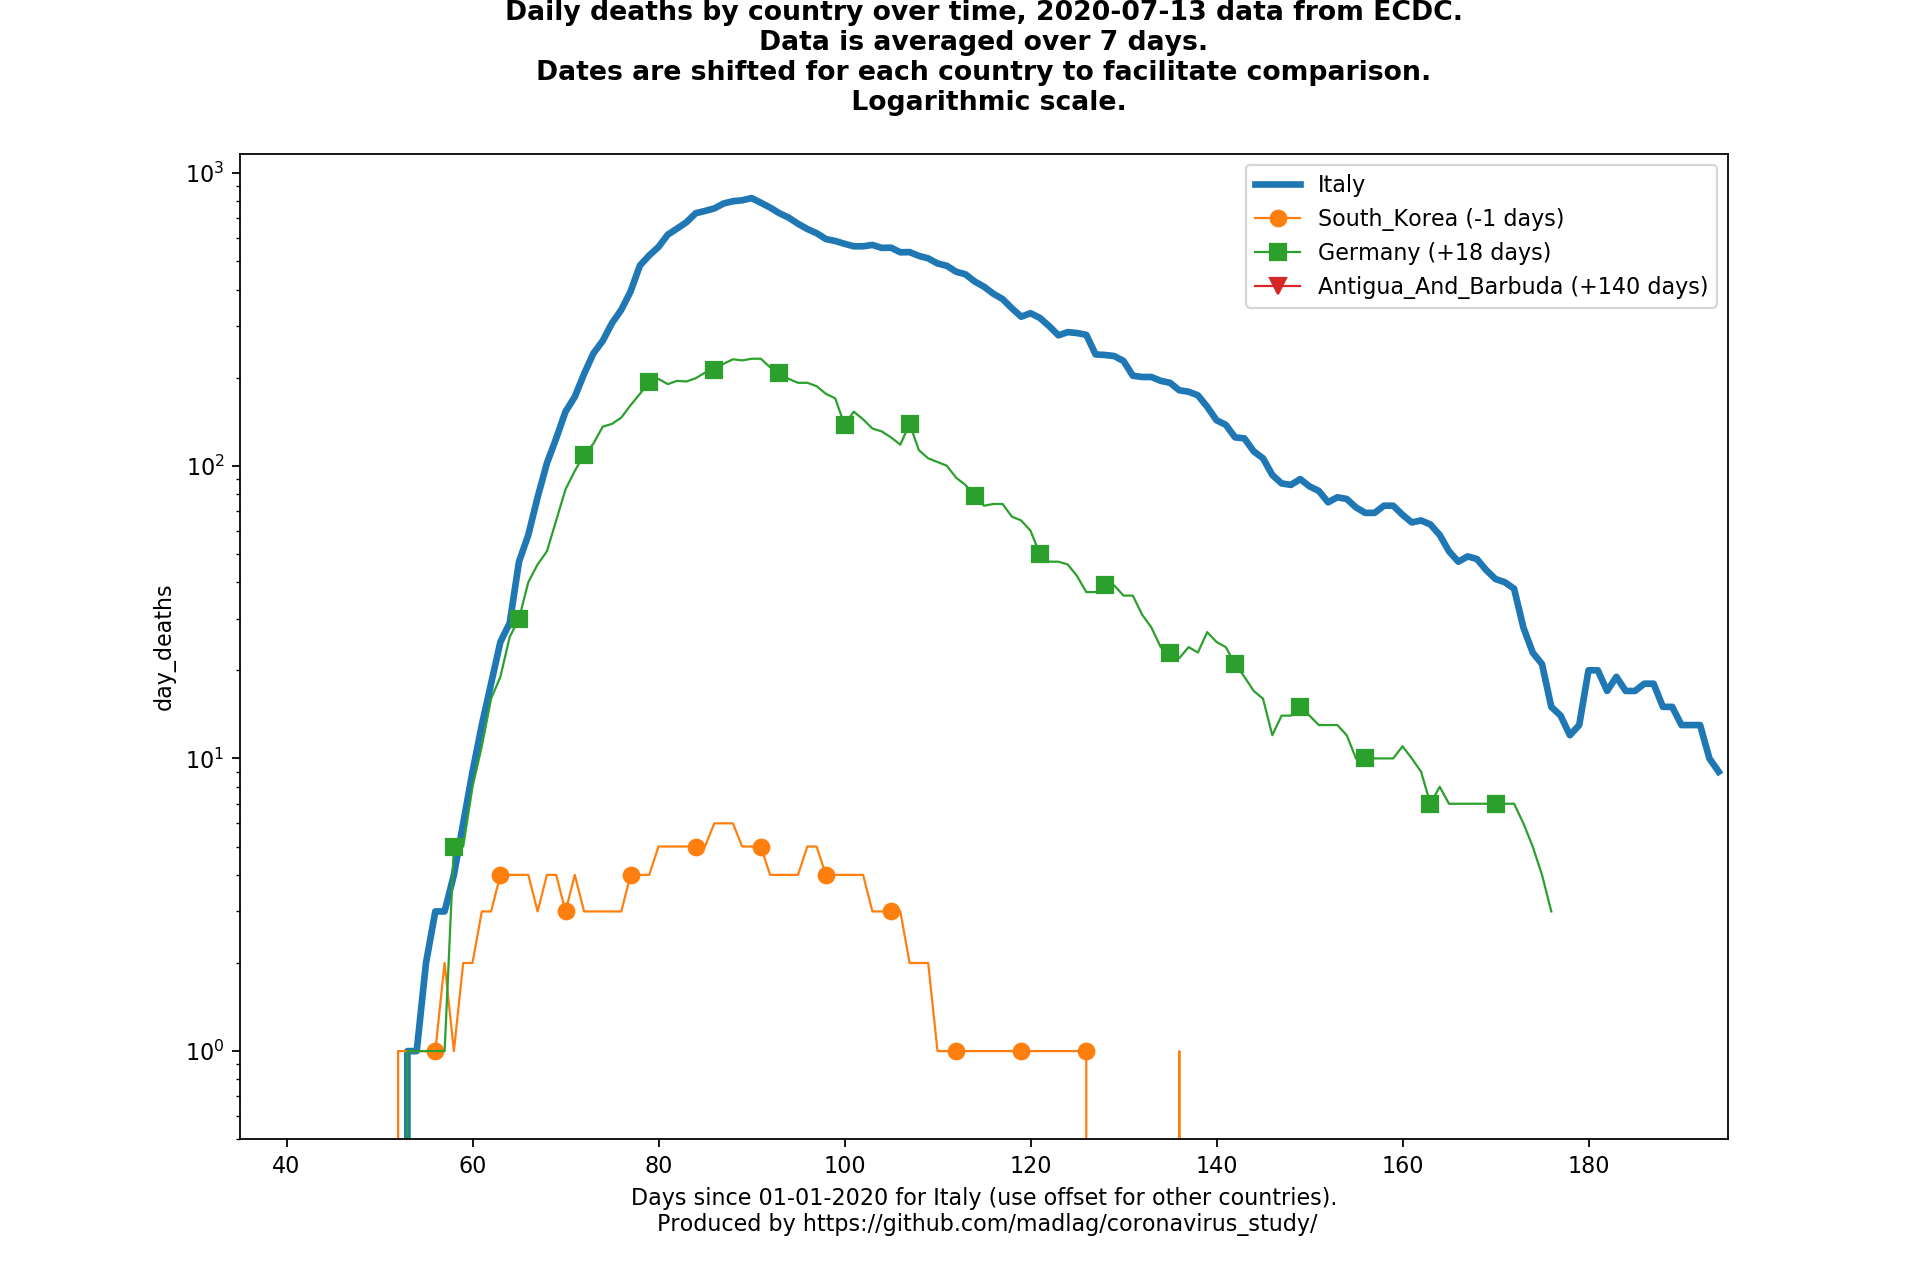 Daily deaths by country over time, 2020-07-13 data from ECDC.
Data is averaged over 7 days.
Dates are shifted for each country to facilitate comparison.
Logarithmic scale.
10³
10²
10¹
10⁰
day_deaths
Italy
South_Korea (-1 days)
Germany (+18 days)
Antigua_And_Barbuda (+140 days)
40 60 80 100 120 140 160 180
Days since 01-01-2020 for Italy (use offset for other countries).
Produced by https://github.com/madlag/coronavirus_study/